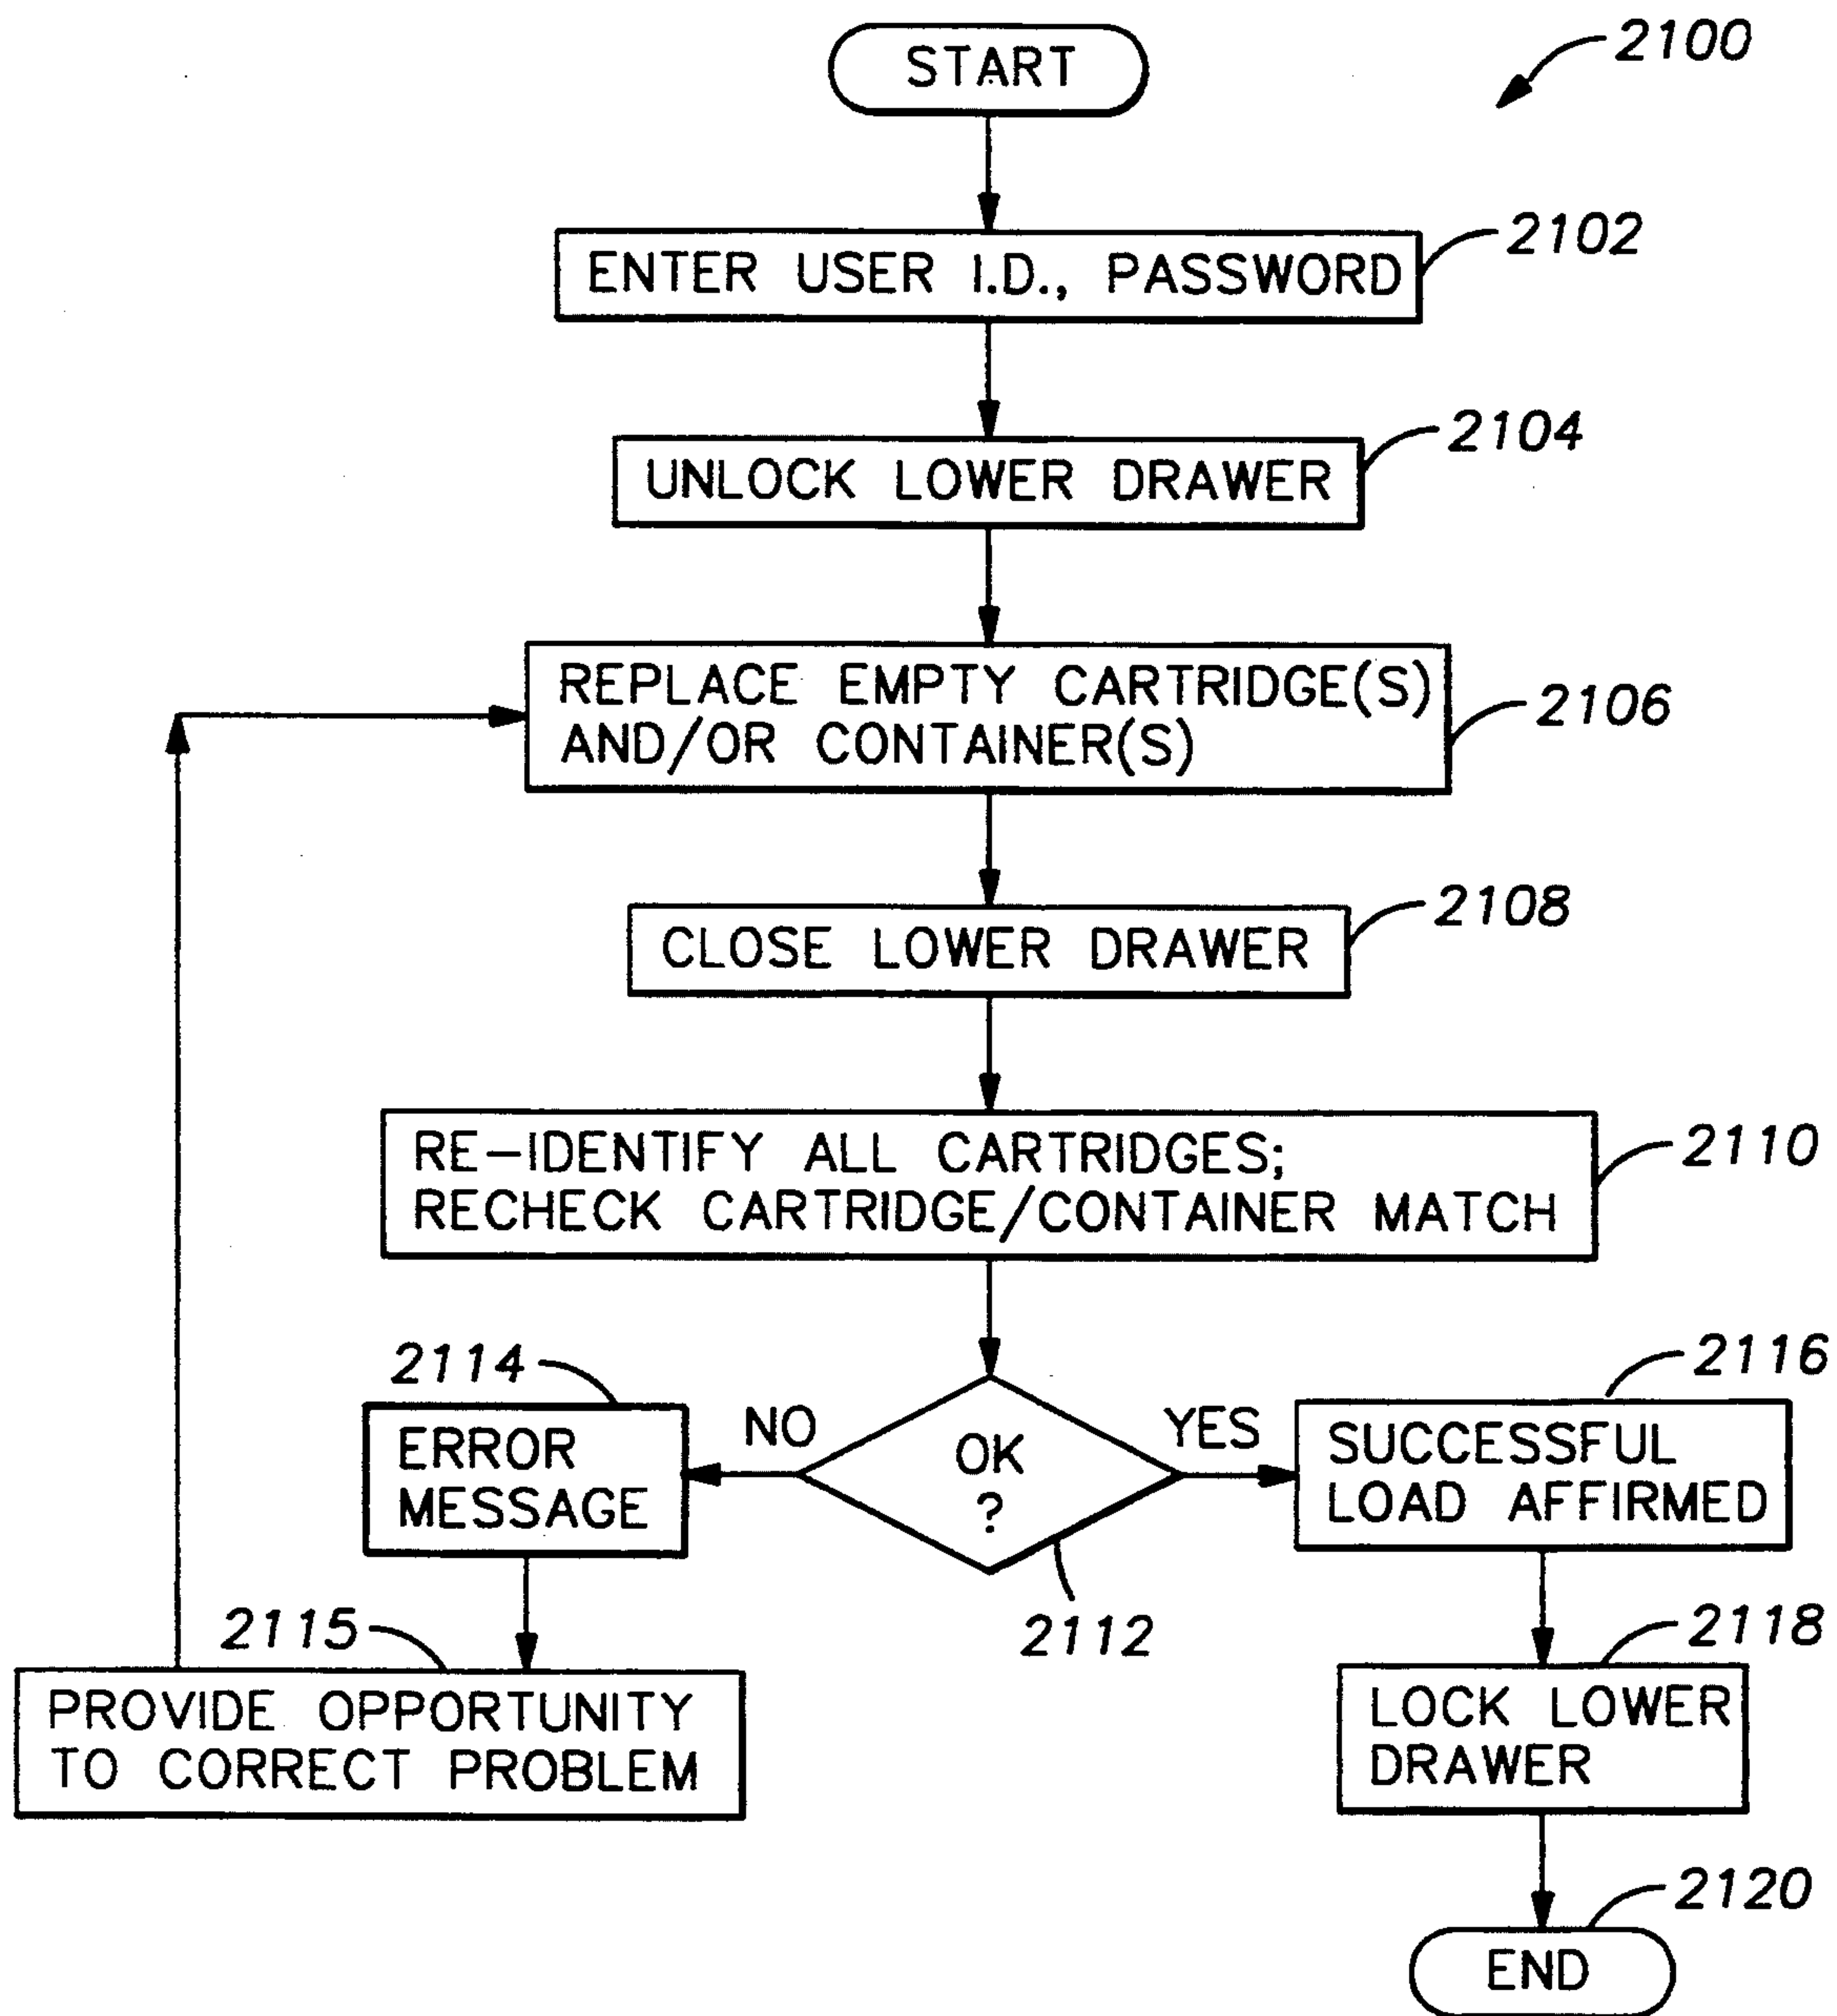 START
2100
ENTER USER I.D., PASSWORD
2102
UNLOCK LOWER DRAWER
2104
REPLACE EMPTY CARTRIDGE(S)
AND/OR CONTAINER(S)
2106
CLOSE LOWER DRAWER
2108
RE-IDENTIFY ALL CARTRIDGES;
RECHECK CARTRIDGE/CONTAINER MATCH
2110
OK
?
2112
NO
2114
ERROR
MESSAGE
2115
PROVIDE OPPORTUNITY
TO CORRECT PROBLEM
YES
2116
SUCCESSFUL
LOAD AFFIRMED
2118
LOCK LOWER
DRAWER
2120
END